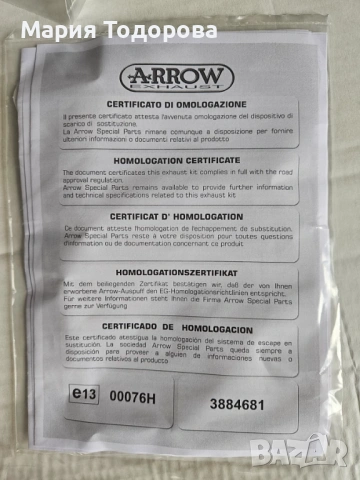 Мария Тодорова
ARROW
EXHAUST
CERTIFICATO DI OMOLOGAZIONE
Il presente certificato attesta l'avvenuta omologazione del dispositivo di
scarico di sostituzione.
La Arrow Special Parts rimane comunque a disposizione per fornire
ulteriori informazioni o documenti relativi al prodotto
HOMOLOGATION CERTIFICATE
The document certificates this exhaust kit complies in full with the road
approval regulation.
Arrow Special Parts remains available to provide further information
and technical specifications related to this exhaust kit
CERTIFICAT D' HOMOLOGATION
Ce document atteste l'homologation de l'echappement de substitution.
Arrow Special Parts reste à votre disposition pour toutes questions
d'information ou de documentation concernant ce produit
HOMOLOGATIONSZERTIFIKAT
Mit dem beiliegenden Zertifikat bestätigen wir, daß der von Ihnen
erworbene Arrow-Auspuff den EG-Homologationsrichtlinien entspricht.
Für weitere Informationen steht Ihnen die Firma Arrow Special Parts
gerne zur Verfügung
CERTIFICADO DE HOMOLOGACION
Este certificado atestigua la homologación del sistema de escape en
sustitución. La sociedad Arrow Special Parts queda siempre a
disposición para proveer a alguien de informaciones nuevas o
documentos relativos al producto
e13 00076H
3884681
BAZAR